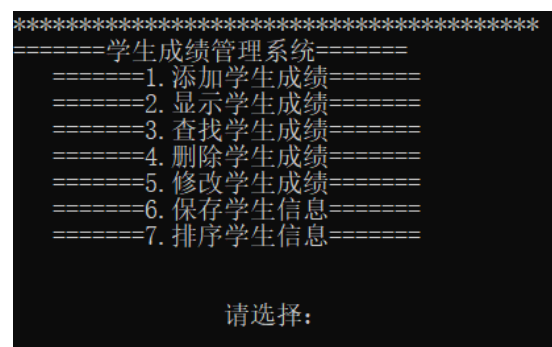 ****************************************
=======学生成绩管理系统=======
=======1.添加学生成绩=======
=======2.显示学生成绩=======
=======3.查找学生成绩=======
=======4.删除学生成绩=======
=======5.修改学生成绩=======
=======6.保存学生信息=======
=======7.排序学生信息=======
请选择: